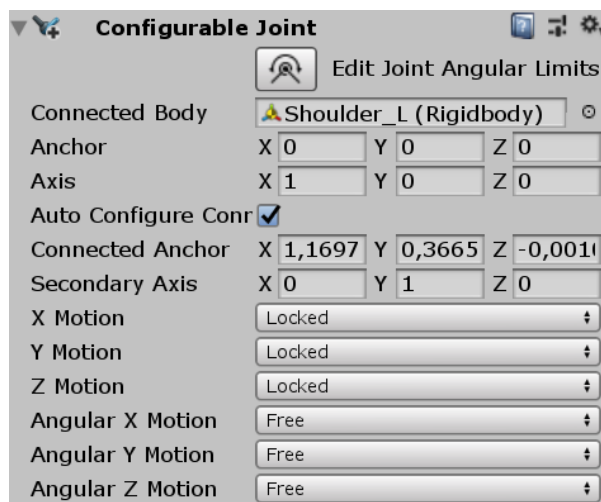 Configurable Joint
Edit Joint Angular Limits
Connected Body Shoulder_L (Rigidbody)
Anchor X 0 Y 0 Z 0
Axis X 1 Y 0 Z 0
Auto Configure Conr
Connected Anchor X 1,1697 Y 0,3665 Z -0,001
Secondary Axis X 0 Y 1 Z 0
X Motion Locked
Y Motion Locked
Z Motion Locked
Angular X Motion Free
Angular Y Motion Free
Angular Z Motion Free